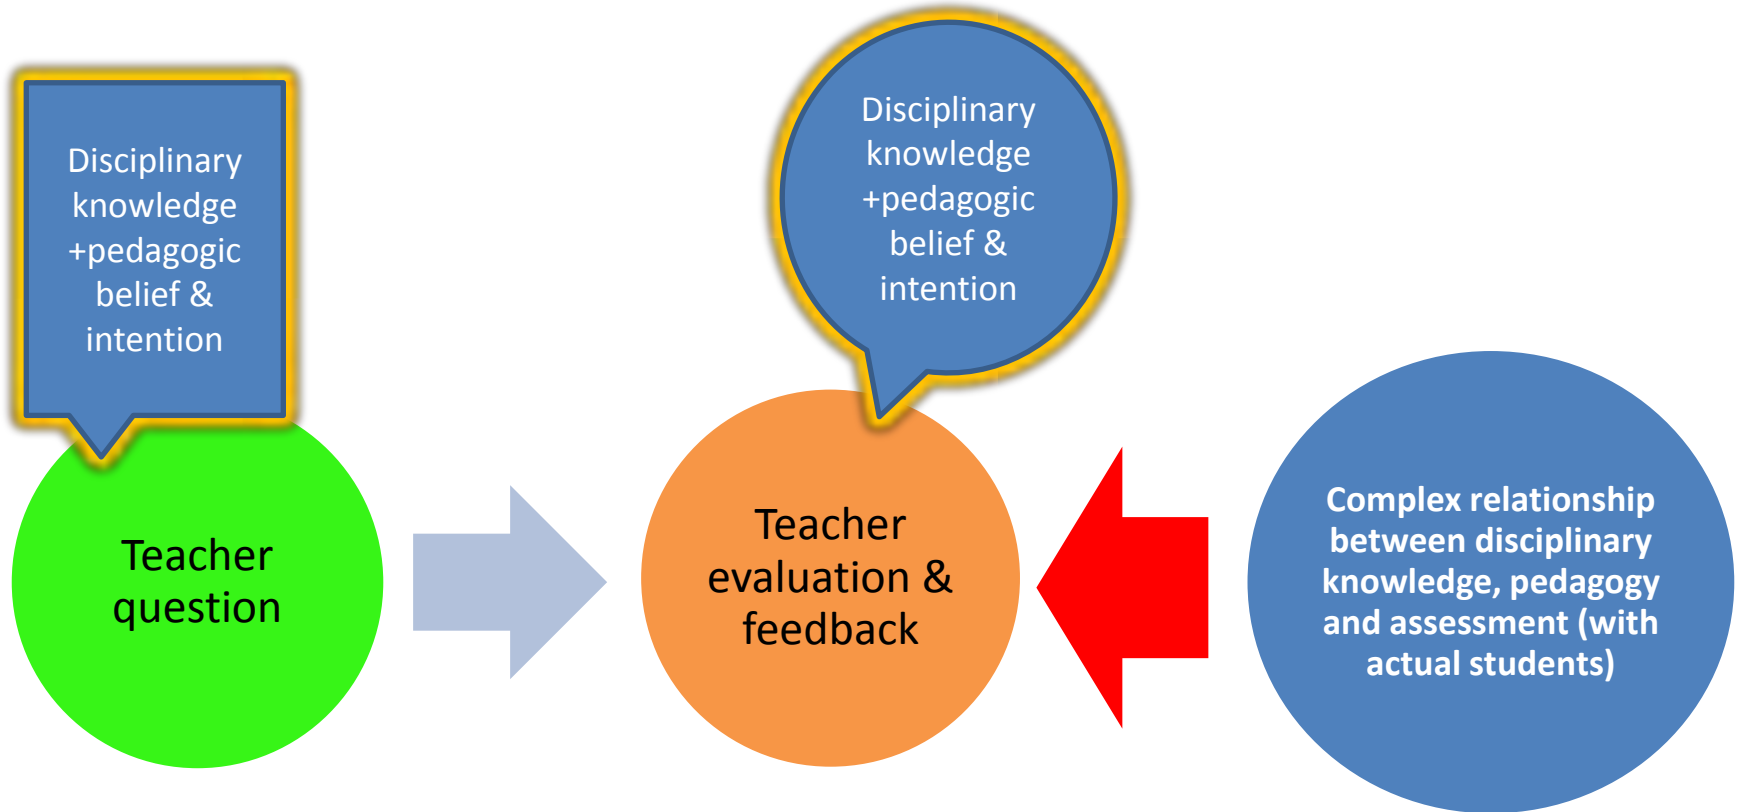 Disciplinary
knowledge
+pedagogic
belief &
intention
Disciplinary
knowledge
+pedagogic
belief &
intention
Teacher
question
Teacher
evaluation &
feedback
Complex relationship
between disciplinary
knowledge, pedagogy
and assessment (with
actual students)